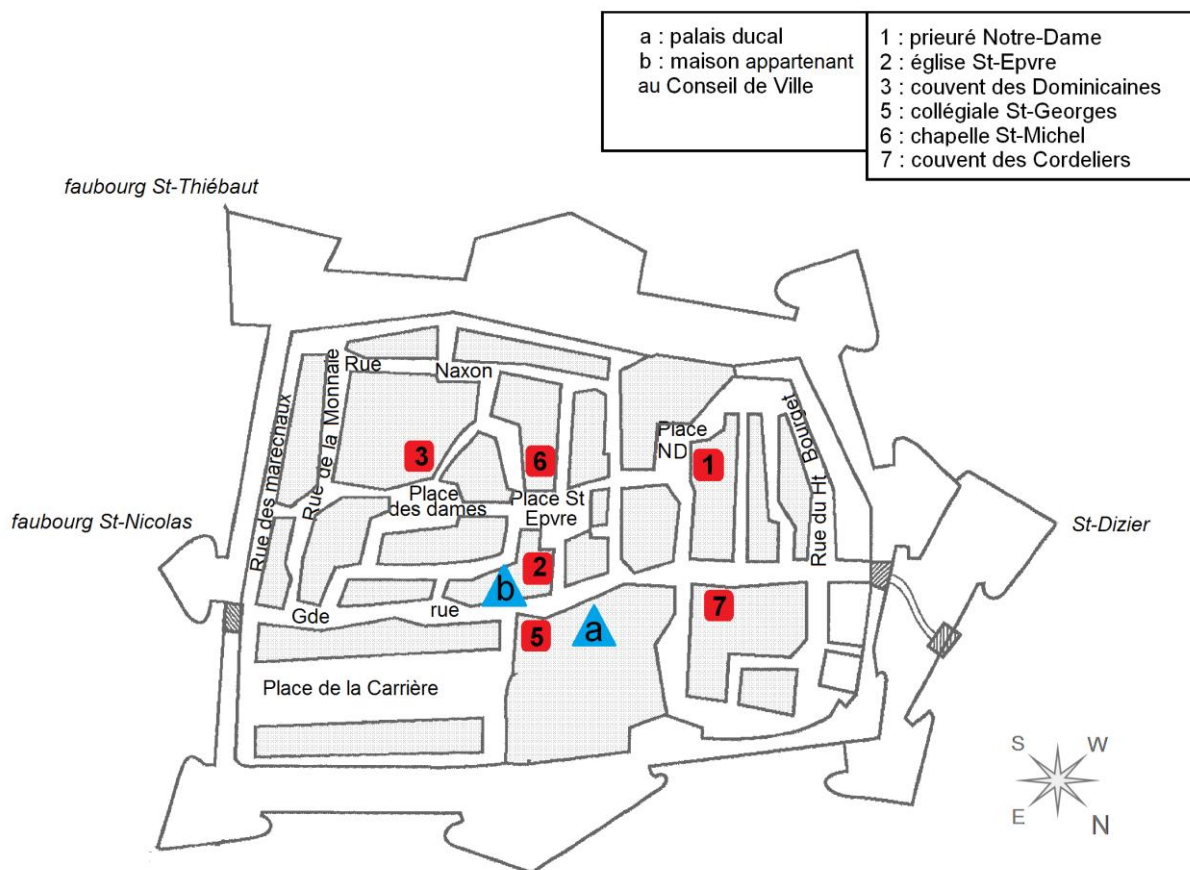 a : palais ducal
b : maison appartenant
au Conseil de Ville
1 : prieuré Notre-Dame
2 : église St-Epvre
3 : couvent des Dominicaines
5 : collégiale St-Georges
6 : chapelle St-Michel
7 : couvent des Cordeliers
faubourg St-Thiébaut
Rue des marechaux
Rue de la Monnaie
Rue
Naxon
Place
ND
1
Bourget
Rue du Ht
3
6
Place
des dames
Place St
Epvre
faubourg St-Nicolas
St-Dizier
2
b
7
Gde
rue
5
a
Place de la Carrière
S
W
E
N